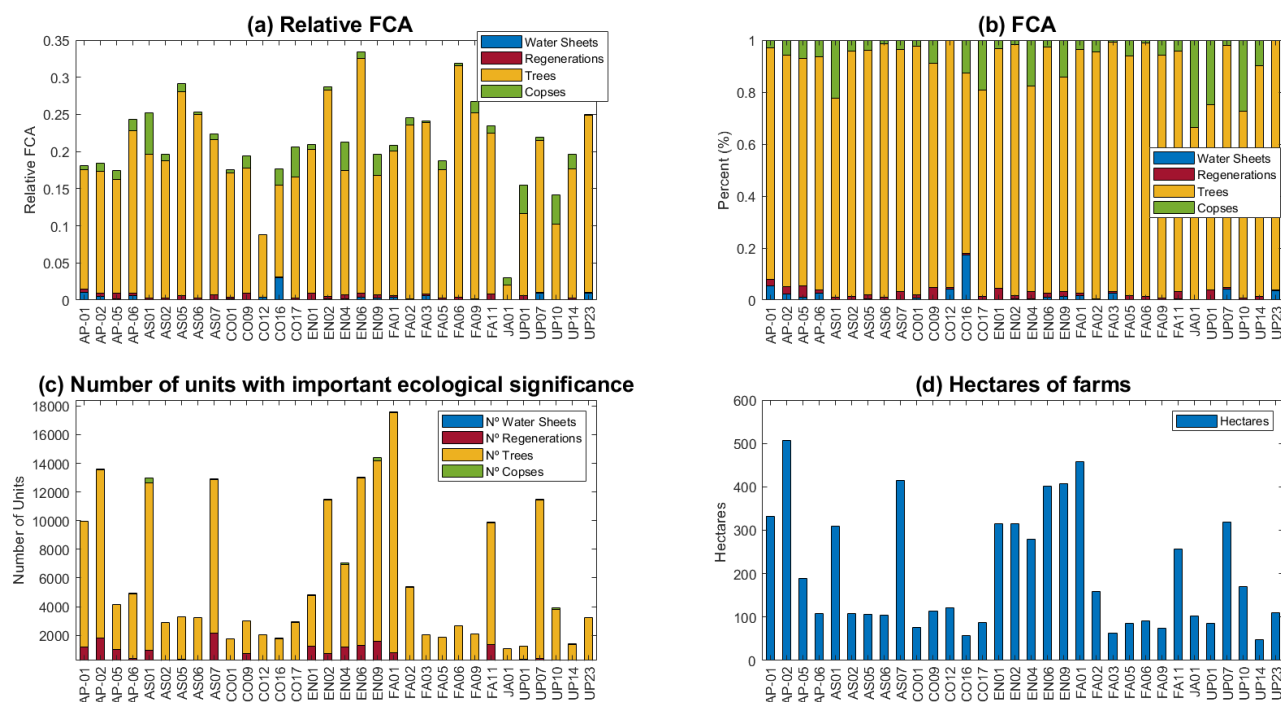 (a) Relative FCA
0.35
0.3
0.25
0.2
0.15
0.1
0.05
0
Relative FCA
Water Sheets
Regenerations
Trees
Copses
AP-01 AP-02 AP-05 AP-06 AS01 AS02 AS05 AS06 AS07 CO01 CO09 CO12 CO16 CO17 EN01 EN02 EN04 EN06 EN09 FA01 FA02 FA03 FA05 FA06 FA09 FA11 JA01 UP01 UP07 UP10 UP14 UP23
(b) FCA
1
0.8
0.6
0.4
0.2
0
Percent (%)
Water Sheets
Regenerations
Trees
Copses
AP-01 AP-02 AP-05 AP-06 AS01 AS02 AS05 AS06 AS07 CO01 CO09 CO12 CO16 CO17 EN01 EN02 EN04 EN06 EN09 FA01 FA02 FA03 FA05 FA06 FA09 FA11 JA01 UP01 UP07 UP10 UP14 UP23
(c) Number of units with important ecological significance
18000
16000
14000
12000
10000
8000
6000
4000
2000
Number of Units
Nº Water Sheets
Nº Regenerations
Nº Trees
Nº Copses
AP-01 AP-02 AP-05 AP-06 AS01 AS02 AS05 AS06 AS07 CO01 CO09 CO12 CO16 CO17 EN01 EN02 EN04 EN06 EN09 FA01 FA02 FA03 FA05 FA06 FA09 FA11 JA01 UP01 UP07 UP10 UP14 UP23
(d) Hectares of farms
600
500
400
300
200
100
0
Hectares
Hectares
AP-01 AP-02 AP-05 AP-06 AS01 AS02 AS05 AS06 AS07 CO01 CO09 CO12 CO16 CO17 EN01 EN02 EN04 EN06 EN09 FA01 FA02 FA03 FA05 FA06 FA09 FA11 JA01 UP01 UP07 UP10 UP14 UP23